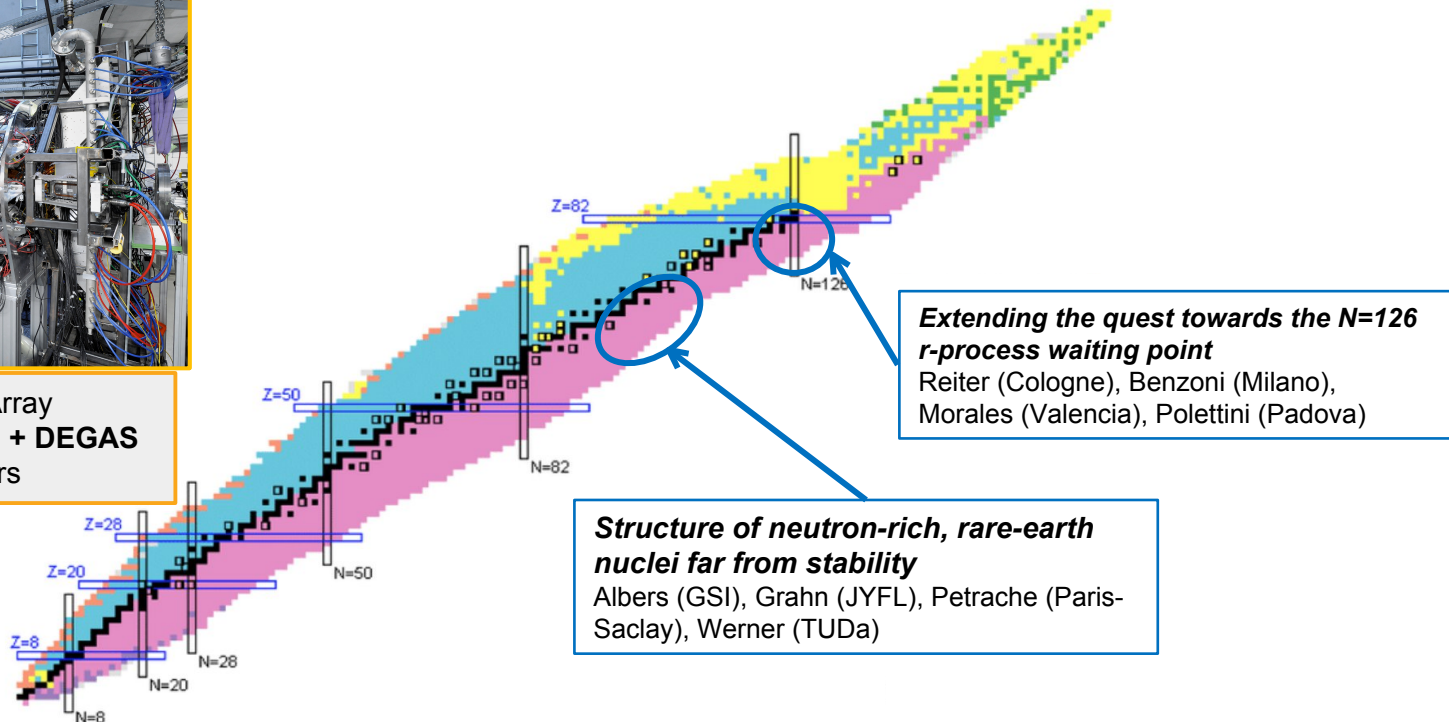 Z=82
N=126
Extending the quest towards the N=126
r-process waiting point
Reiter (Cologne), Benzoni (Milano),
Morales (Valencia), Polettini (Padova)
Z=50
N=82
Array
+ DEGAS
rs
Z=28
Z=20
N=50
Structure of neutron-rich, rare-earth
nuclei far from stability
Albers (GSI), Grahn (JYFL), Petrache (Paris-
Saclay), Werner (TUDa)
Z=8
N=28
N=20
N=8